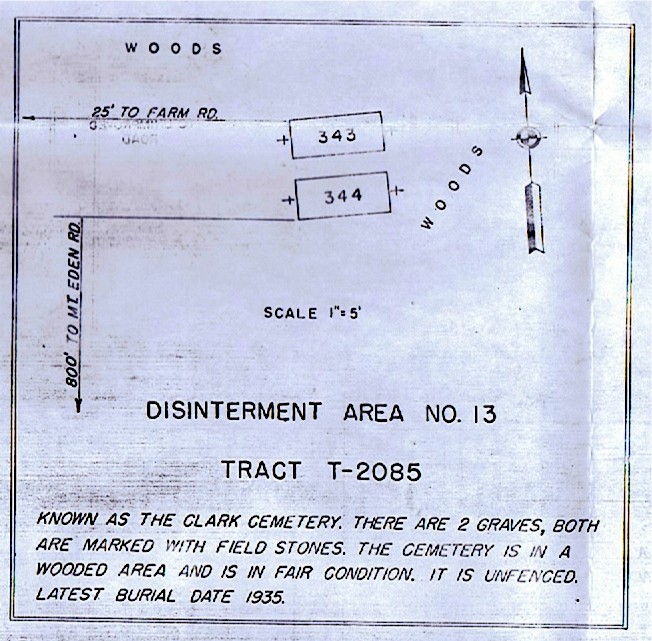 WOODS
25' TO FARM RD.
343
344
WOODS
800' TO MT. EDEN RD.
SCALE 1"=5'
DISINTERMENT AREA NO. 13
TRACT T-2085
KNOWN AS THE CLARK CEMETERY. THERE ARE 2 GRAVES, BOTH
ARE MARKED WITH FIELD STONES. THE CEMETERY IS IN A
WOODED AREA AND IS IN FAIR CONDITION. IT IS UNFENCED.
LATEST BURIAL DATE 1935.